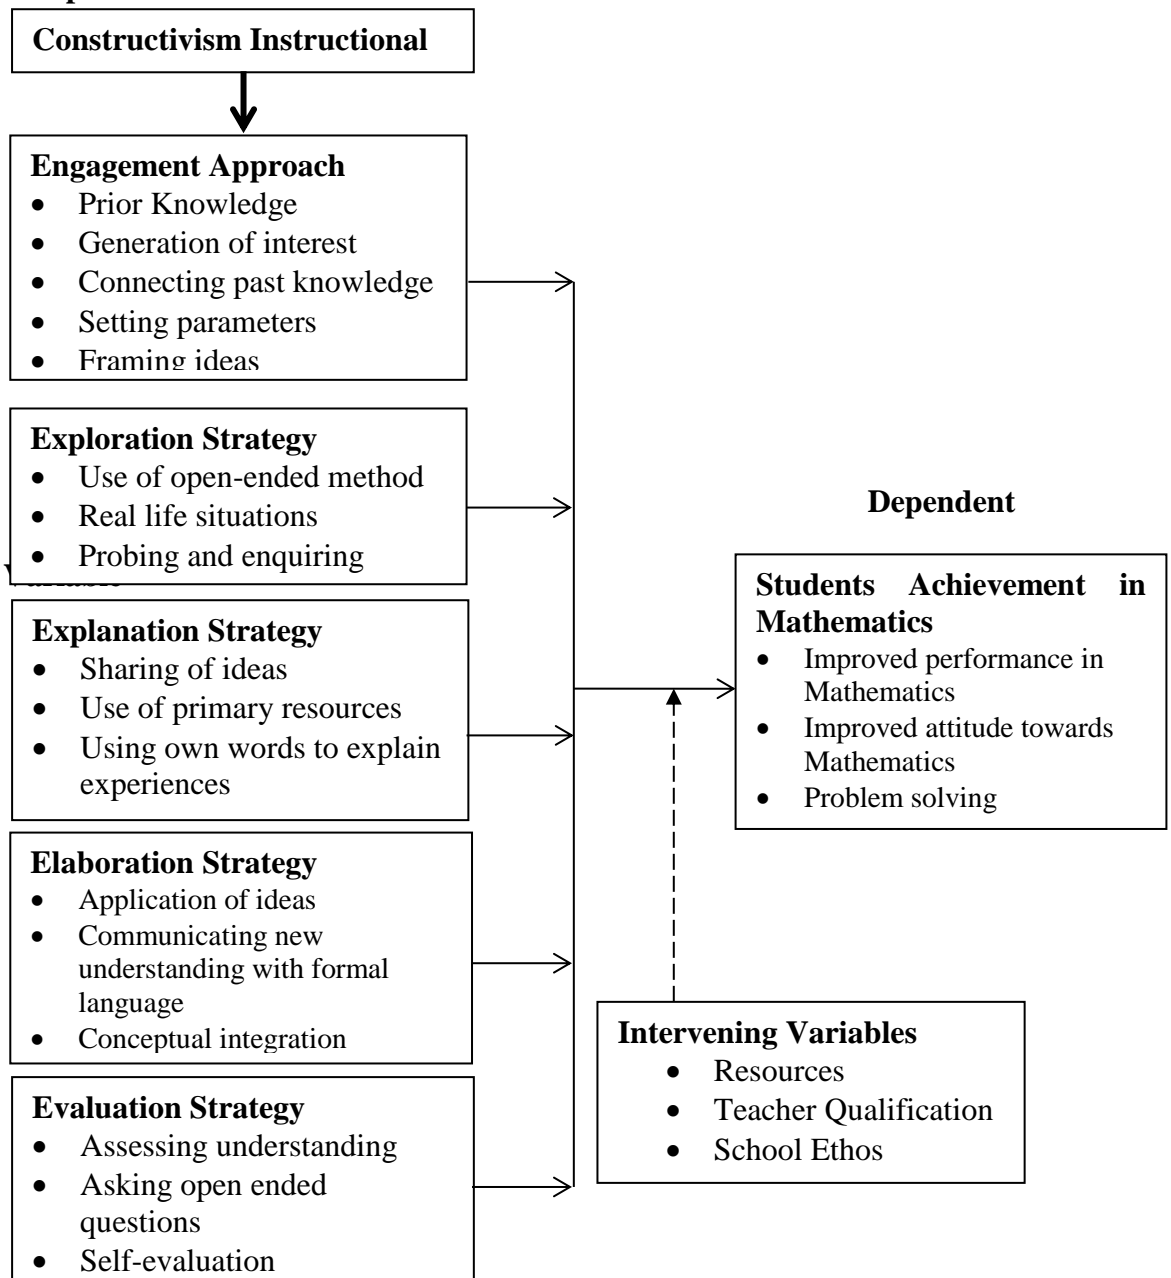 Constructivism Instructional
Engagement Approach
• Prior Knowledge
• Generation of interest
• Connecting past knowledge
• Setting parameters
• Framing ideas
Exploration Strategy
• Use of open-ended method
• Real life situations
• Probing and enquiring
Explanation Strategy
• Sharing of ideas
• Use of primary resources
• Using own words to explain
experiences
Elaboration Strategy
• Application of ideas
• Communicating new
understanding with formal
language
• Conceptual integration
Evaluation Strategy
• Assessing understanding
• Asking open ended
questions
• Self-evaluation
Dependent
Students Achievement in
Mathematics
• Improved performance in
Mathematics
• Improved attitude towards
Mathematics
• Problem solving
Intervening Variables
• Resources
• Teacher Qualification
• School Ethos